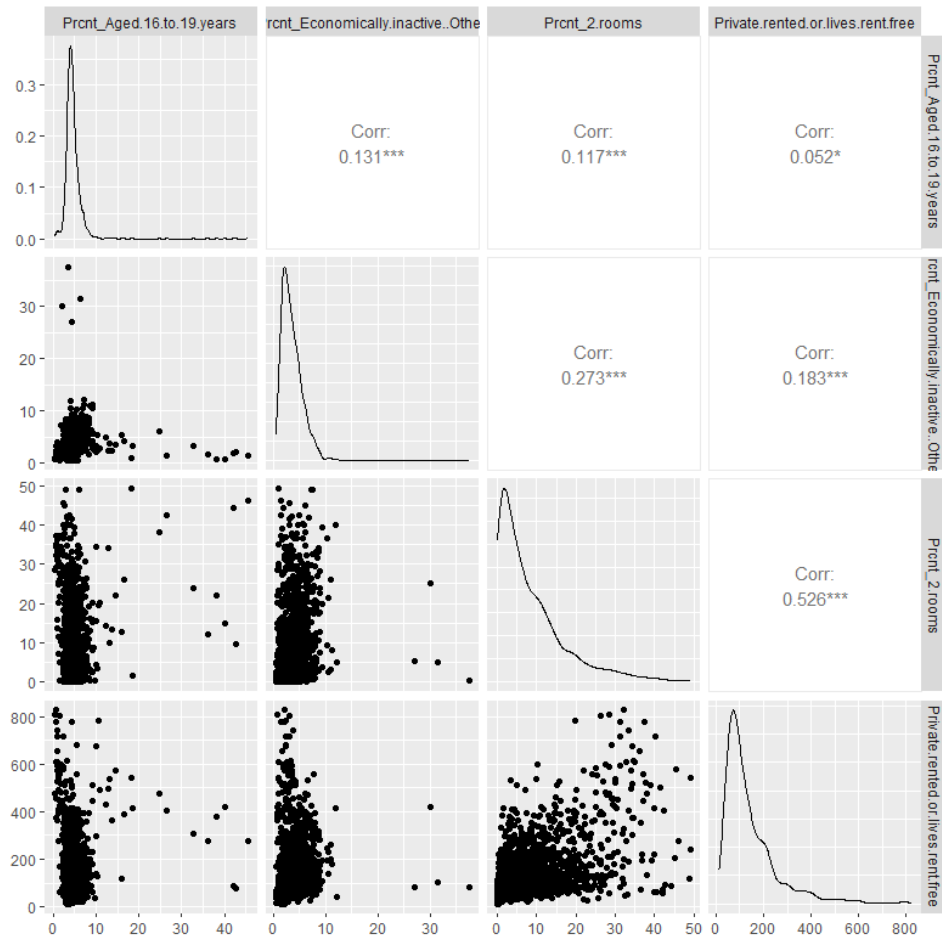 Prcnt_Aged.16.to.19.years
rcnt_Economically.inactive..Othe
Prcnt_2.rooms
Private.rented.or.lives.rent.free
0.3
0.2
0.1
0.0
Corr:
0.131***
Corr:
0.117***
Corr:
0.052*
Prcnt_Aged.16.to.19.years
30
20
10
0
Corr:
0.273***
Corr:
0.183***
rcnt_Economically.inactive..Othe
50
40
30
20
10
0
Corr:
0.526***
Prcnt_2.rooms
800
600
400
200
0
Private.rented.or.lives.rent.free
0 10 20 30 40
0 10 20 30
0 10 20 30 40 50
0 200 400 600 800